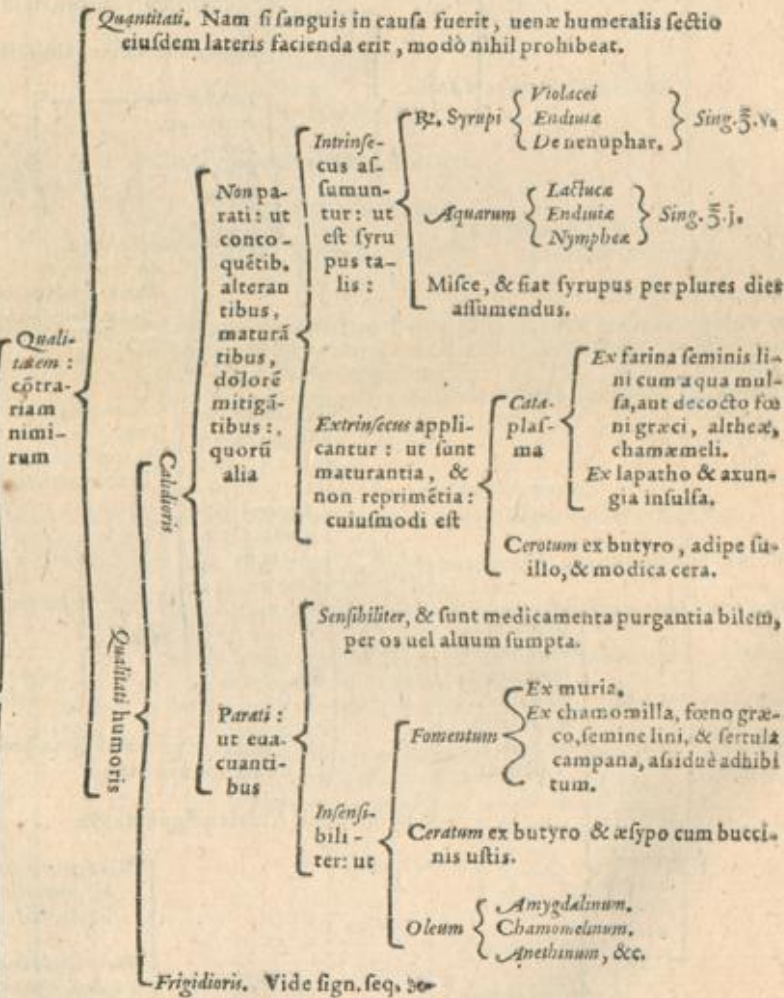 Quantitati. Nam ſi ſanguis in cauſa fuerit, uenæ humeralis ſectio
eiuſdem lateris facienda erit, modò nihil prohibeat.
Quali-
tatem :
cōtra-
riam
nimi-
rum
Qualitati humoris
Calidioris
Non pa-
rati: ut
conco-
quētib.
alteran
tibus,
maturā
tibus,
dolorē
mitigā-
tibus:,
quorū
alia
Intrinſe-
cus aſ-
ſumun-
tur: ut
eſt ſyru
pus ta-
lis :
℞. Syrupi
Violacei
Endiuiæ
De nenuphar.
Sing. ℥. v.
Aquarum
Lactucæ
Endiuiæ
Nympheæ
Sing. ℥. j.
Miſce, & fiat ſyrupus per plures dies
aſſumendus.
Extrinſecus appli-
cantur: ut ſunt
maturantia, &
non reprimētia:
cuiuſmodi eſt
Cata-
plaſ-
ma
Ex farina ſeminis li-
ni cum aqua mul-
ſa, aut decocto fœ
ni græci, altheæ,
chamæmeli.
Ex lapatho & axun-
gia inſulſa.
Cerotum ex butyro, adipe ſu-
illo, & modica cera.
Parati :
ut eua-
cuanti-
bus
Senſibiliter, & ſunt medicamenta purgantia bilem,
per os uel aluum ſumpta.
Inſenſi-
bili-
ter: ut
Fomentum
Ex muria.
Ex chamomilla, fœno græ-
co, ſemine lini, & ſertula
campana, aſsiduè adhibi
tum.
Ceratum ex butyro & æſypo cum bucci-
nis uſtis.
Oleum
Amygdalinum.
Chamomelinum.
Anethinum, &c.
Frigidioris. Vide ſign. ſeq.